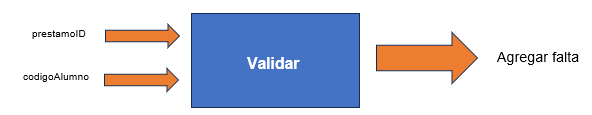 prestamoID
codigoAlumno
Validar
Agregar falta